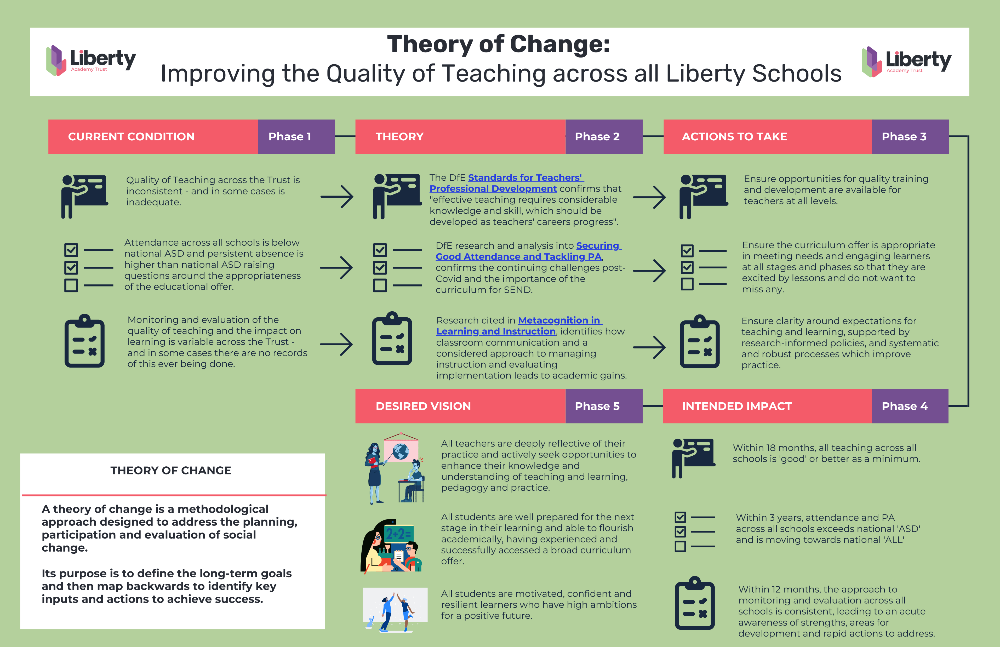 Theory of Change:
Improving the Quality of Teaching across all Liberty Schools
Liberty
Academy Trust
Liberty
Academy Trust
CURRENT CONDITION
Phase 1
Quality of Teaching across the Trust is
inconsistent - and in some cases is
inadequate.
Attendance across all schools is below
national ASD and persistent absence is
higher than national ASD raising
questions around the appropriateness
of the educational offer.
Monitoring and evaluation of the
quality of teaching and the impact on
learning is variable across the Trust -
and in some cases there are no records
of this ever being done.
THEORY
Phase 2
The DfE Standards for Teachers'
Professional Development confirms that
"effective teaching requires considerable
knowledge and skill, which should be
developed as teachers' careers progress".
DfE research and analysis into Securing
Good Attendance and Tackling PA,
confirms the continuing challenges post-
Covid and the importance of the
curriculum for SEND.
Research cited in Metacognition in
Learning and Instruction, identifies how
classroom communication and a
considered approach to managing
instruction and evaluating
implementation leads to academic gains.
ACTIONS TO TAKE
Phase 3
Ensure opportunities for quality training
and development are available for
teachers at all levels.
Ensure the curriculum offer is appropriate
in meeting needs and engaging learners
at all stages and phases so that they are
excited by lessons and do not want to
miss any.
Ensure clarity around expectations for
teaching and learning, supported by
research-informed policies, and systematic
and robust processes which improve
practice.
INTENDED IMPACT
Phase 4
Within 18 months, all teaching across all
schools is 'good' or better as a minimum.
Within 3 years, attendance and PA
across all schools exceeds national 'ASD'
and is moving towards national 'ALL'
Within 12 months, the approach to
monitoring and evaluation across all
schools is consistent, leading to an acute
awareness of strengths, areas for
development and rapid actions to address.
DESIRED VISION
Phase 5
All teachers are deeply reflective of their
practice and actively seek opportunities to
enhance their knowledge and
understanding of teaching and learning,
pedagogy and practice.
2+2=
All students are well prepared for the next
stage in their learning and able to flourish
academically, having experienced and
successfully accessed a broad curriculum
offer.
All students are motivated, confident and
resilient learners who have high ambitions
for a positive future.
THEORY OF CHANGE
A theory of change is a methodological
approach designed to address the planning,
participation and evaluation of social
change.
Its purpose is to define the long-term goals
and then map backwards to identify key
inputs and actions to achieve success.